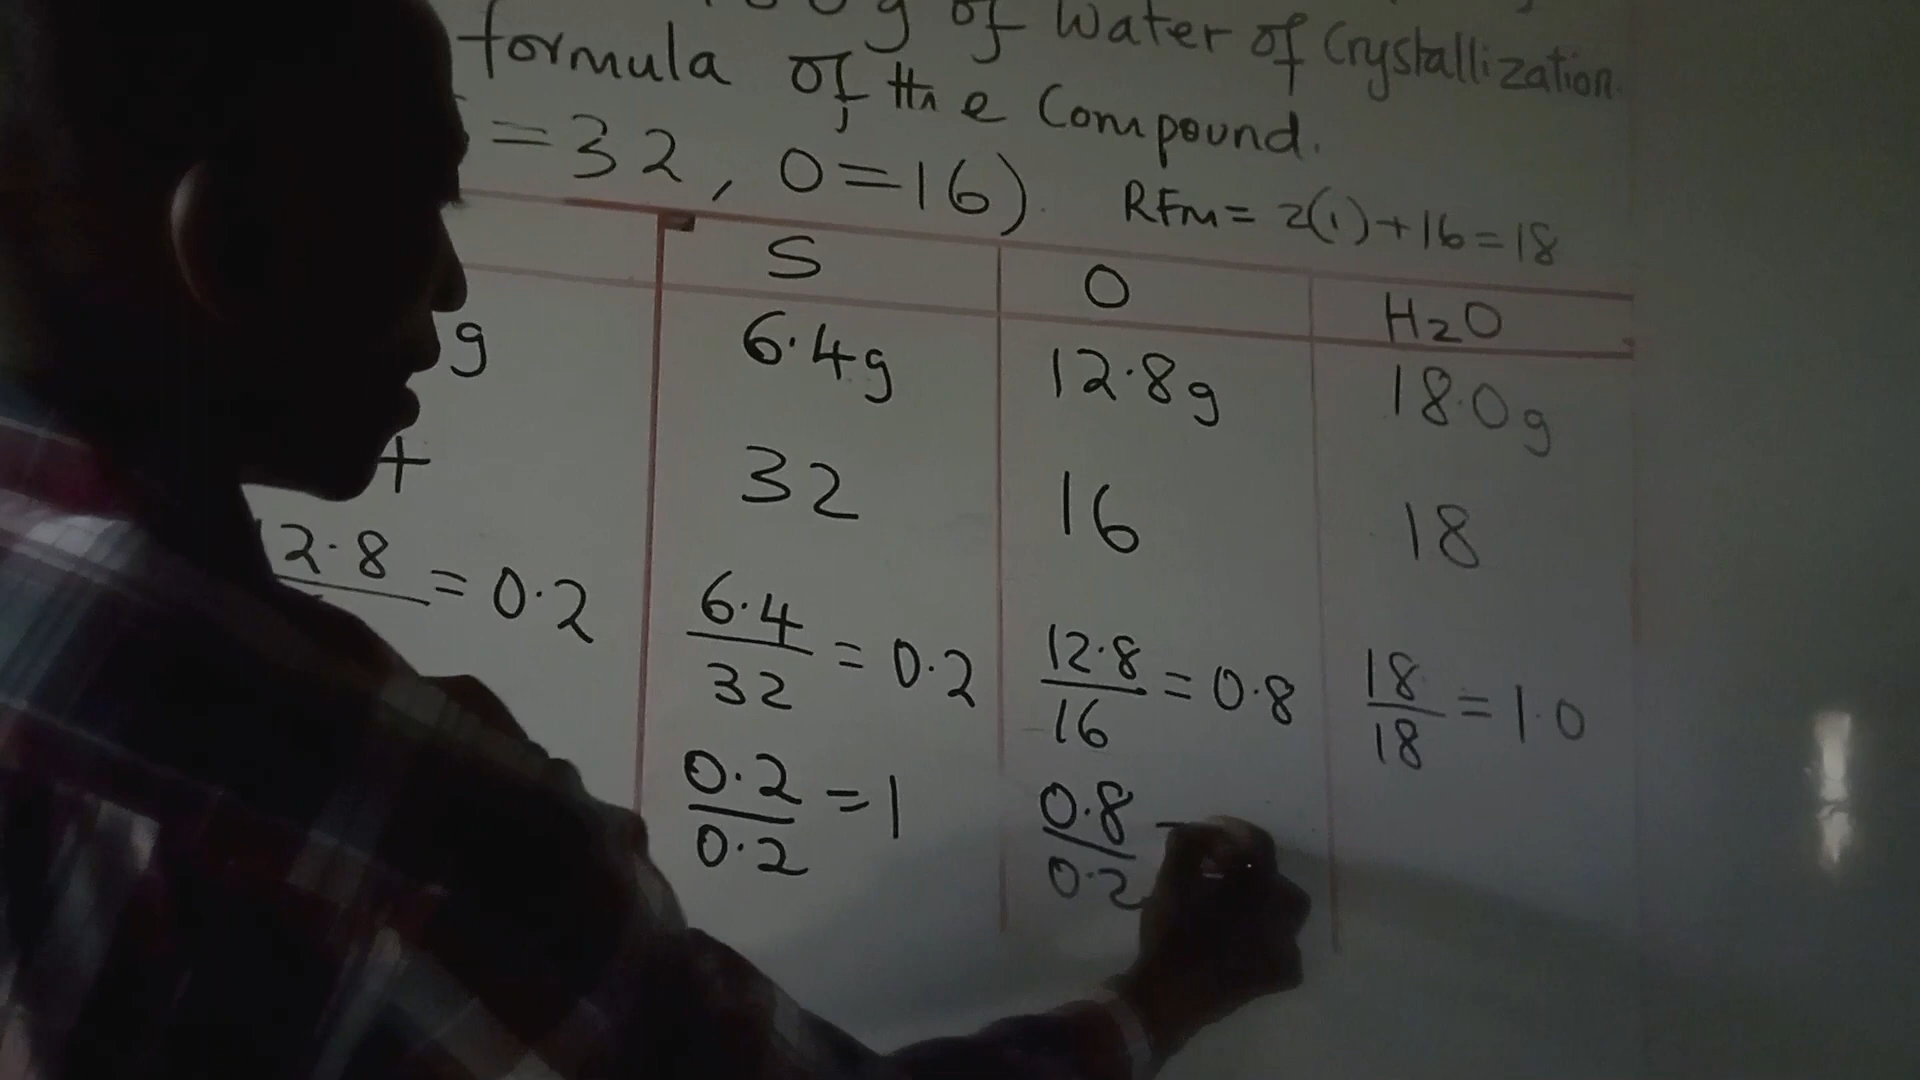 g of Water of Crystallization
formula of the Compound.
=32, O=16) RFm= 2(1)+16=18
S O H2O
g 6.4g 12.8g 18.0g
32 16 18
2.8 = 0.2 6.4/32 = 0.2 12.8/16 = 0.8 18/18 = 1.0
0.2/0.2 = 1 0.8/0.2